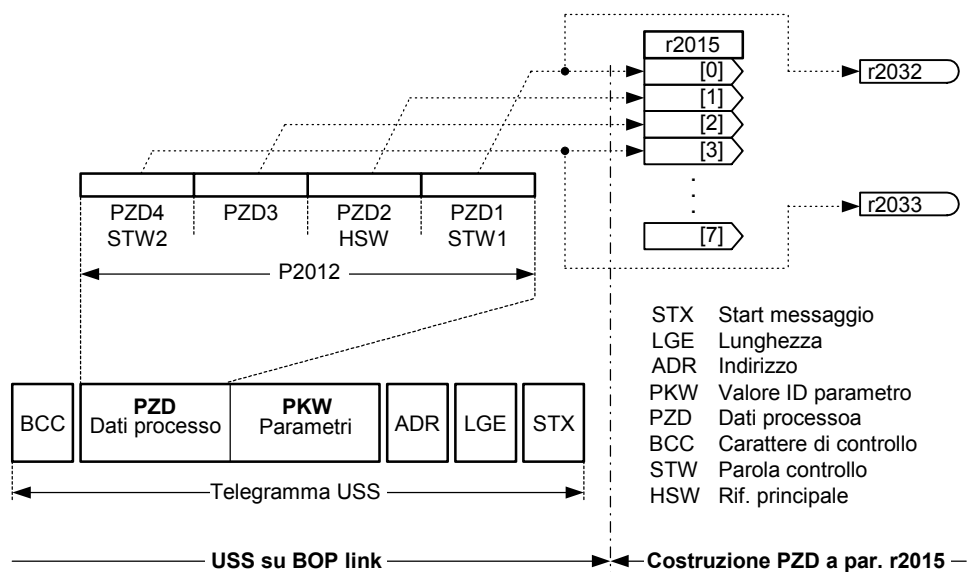 r2015
[0]
[1]
[2]
[3]
[7]
r2032
r2033
PZD4
STW2
PZD3
PZD2
HSW
PZD1
STW1
P2012
STX Start messaggio
LGE Lunghezza
ADR Indirizzo
PKW Valore ID parametro
PZD Dati processoa
BCC Carattere di controllo
STW Parola controllo
HSW Rif. principale
BCC
PZD
Dati processo
PKW
Parametri
ADR
LGE
STX
Telegramma USS
USS su BOP link
Costruzione PZD a par. r2015